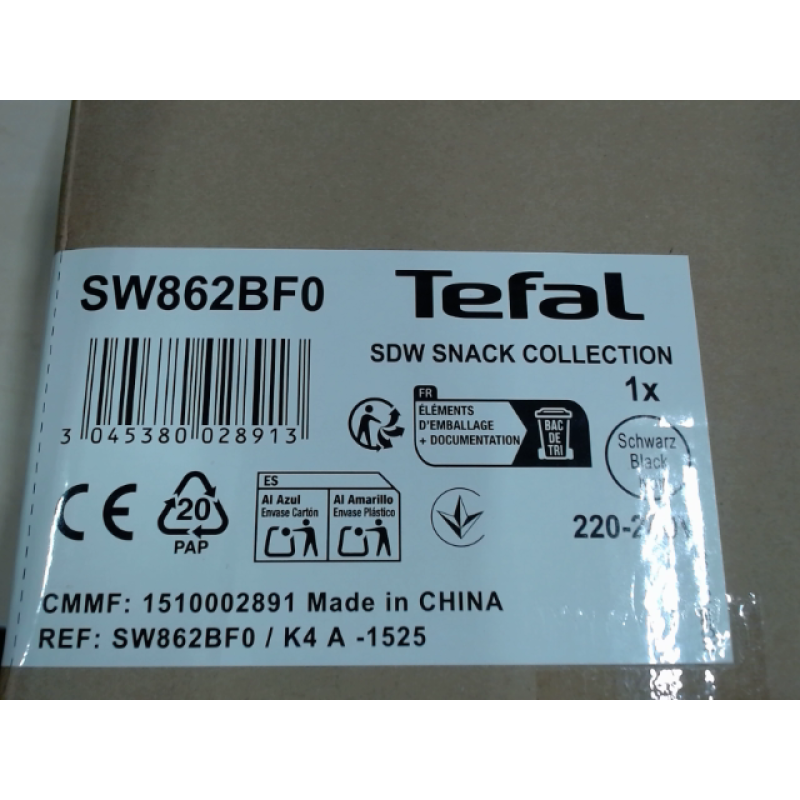 SW862BF0
Tefal
SDW SNACK COLLECTION
1x
3 045380 028913
FR
ÉLÉMENTS
D'EMBALLAGE
+ DOCUMENTATION
BAC
DE
TRI
Schwarz
Black
CE
20
PAP
ES
Al Azul
Envase Cartón
Al Amarillo
Envase Plástico
CMMF: 1510002891 Made in CHINA
REF: SW862BF0 / K4 A -1525